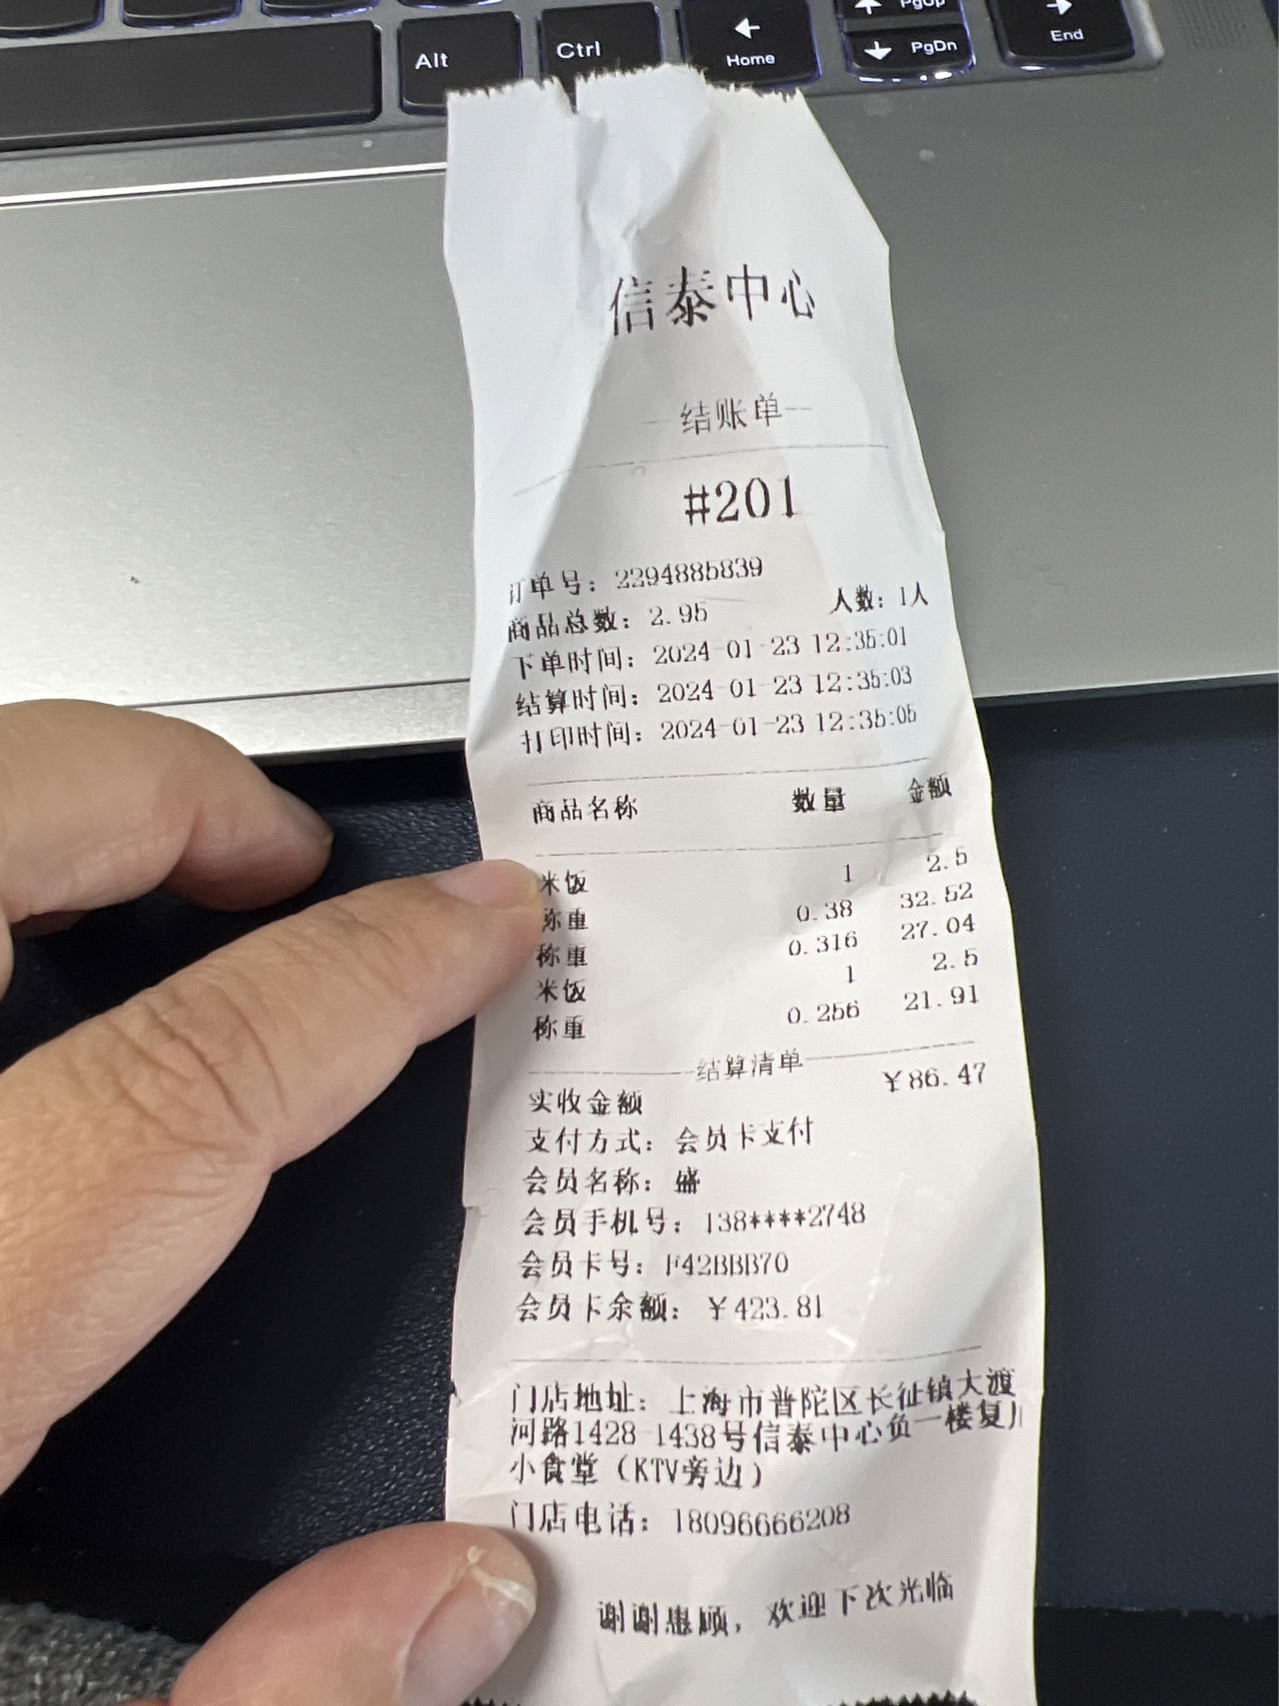 Alt
Ctrl
←
Home
↑ PgUp
↓ PgDn
→
End
信泰中心
结账单
#201
订单号：2294885839
商品总数：2.95 人数：1人
下单时间：2024-01-23 12:35:01
结算时间：2024-01-23 12:35:03
打印时间：2024-01-23 12:35:05
商品名称 数量 金额
米饭 1 2.5
称重 0.38 32.52
称重 0.316 27.04
米饭 1 2.5
称重 0.256 21.91
结算清单
实收金额 ￥86.47
支付方式：会员卡支付
会员名称：盛
会员手机号：138****2748
会员卡号：F42BBB70
会员卡余额：￥423.81
门店地址：上海市普陀区长征镇大渡
河路1428-1438号信泰中心负一楼复
小食堂（KTV旁边）
门店电话：18096666208
谢谢惠顾，欢迎下次光临